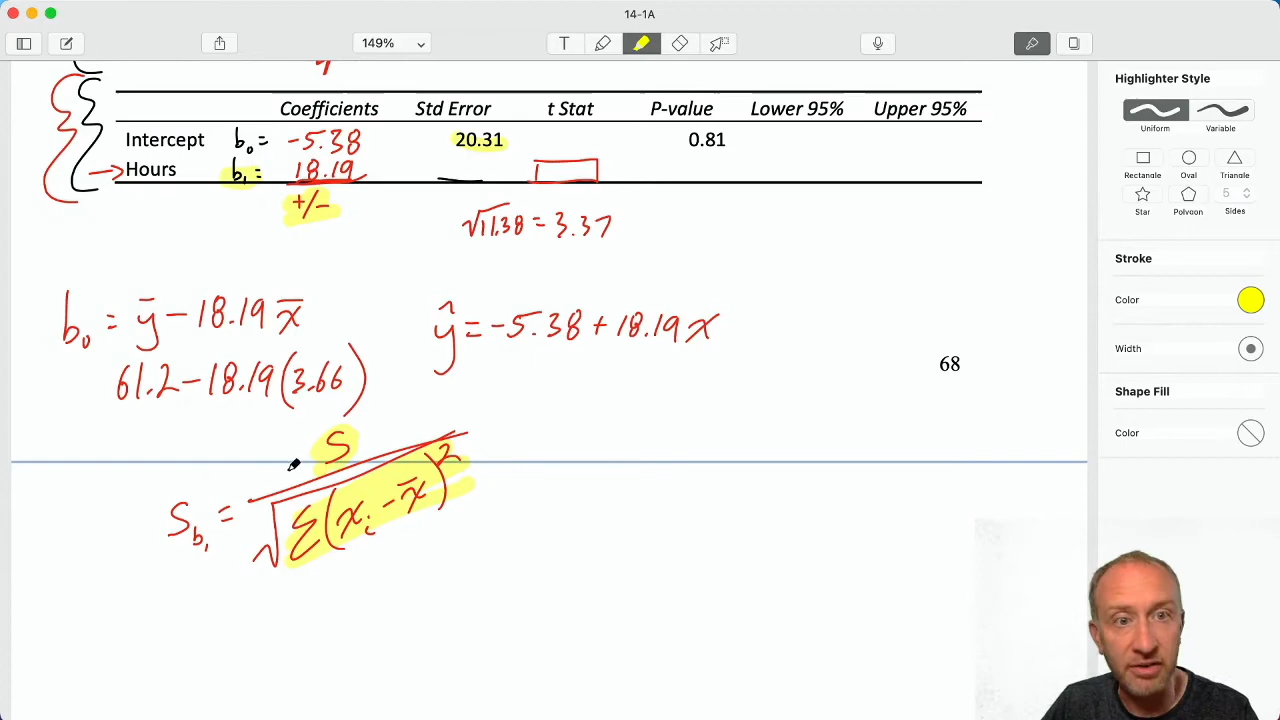 14-1A
149%
T
Highlighter Style
Uniform
Variable
Rectangle
Oval
Triangle
Star
Polygon
5
Sides
Stroke
Color
Width
Shape Fill
Color
Coefficients Std Error t Stat P-value Lower 95% Upper 95%
Intercept b₀ = -5.38 20.31 0.81
Hours b₁ = 18.19
+/-
√11.38 = 3.37
b₀ = ȳ - 18.19 x̄
ŷ = -5.38 + 18.19 x
61.2 - 18.19 (3.66)
68
S
S_b₁ = √Σ(xᵢ - x̄)²